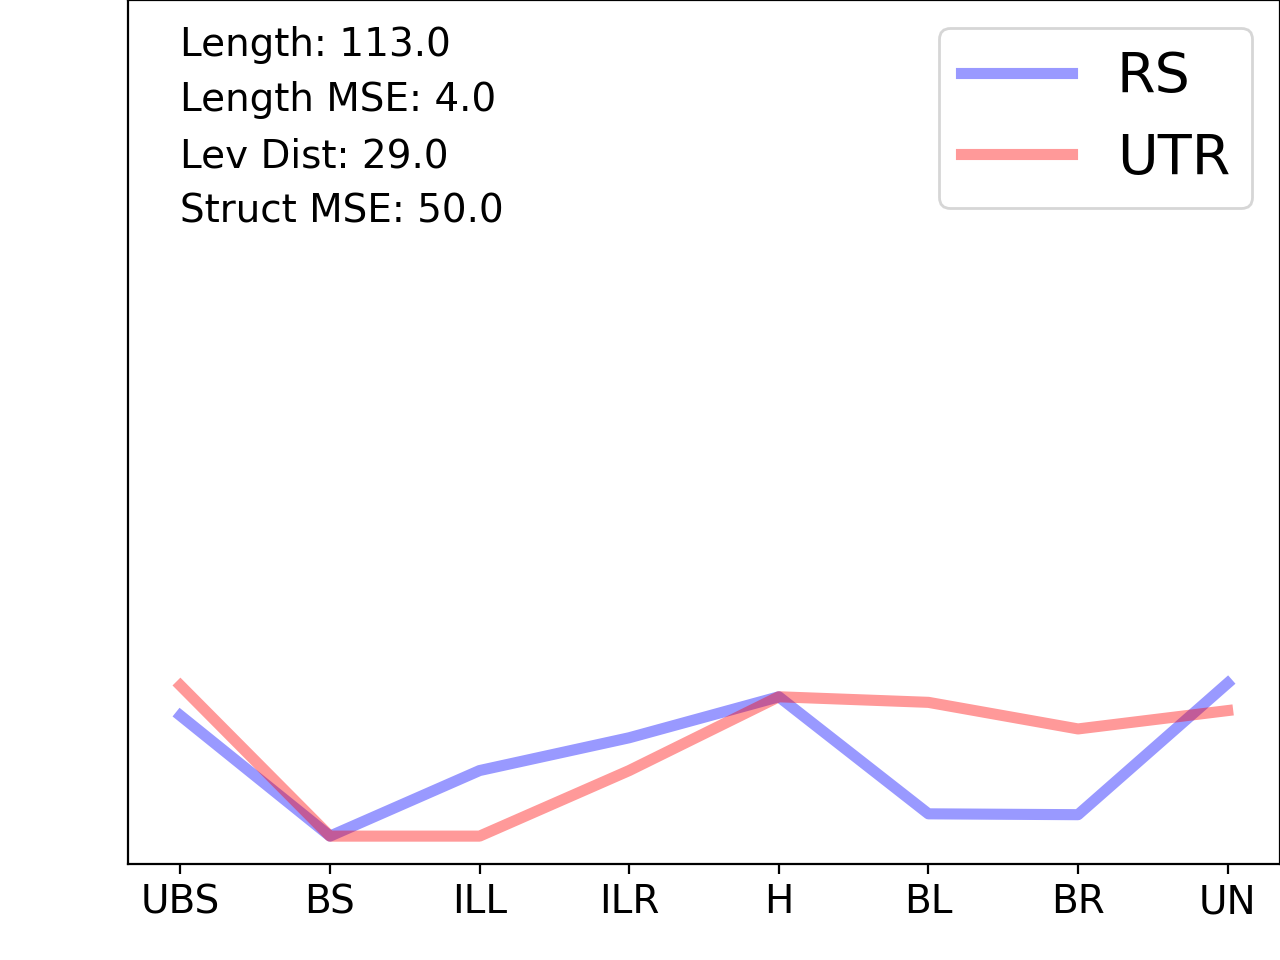 Length: 113.0
Length MSE: 4.0
Lev Dist: 29.0
Struct MSE: 50.0
RS
UTR
UBS BS ILL ILR H BL BR UN